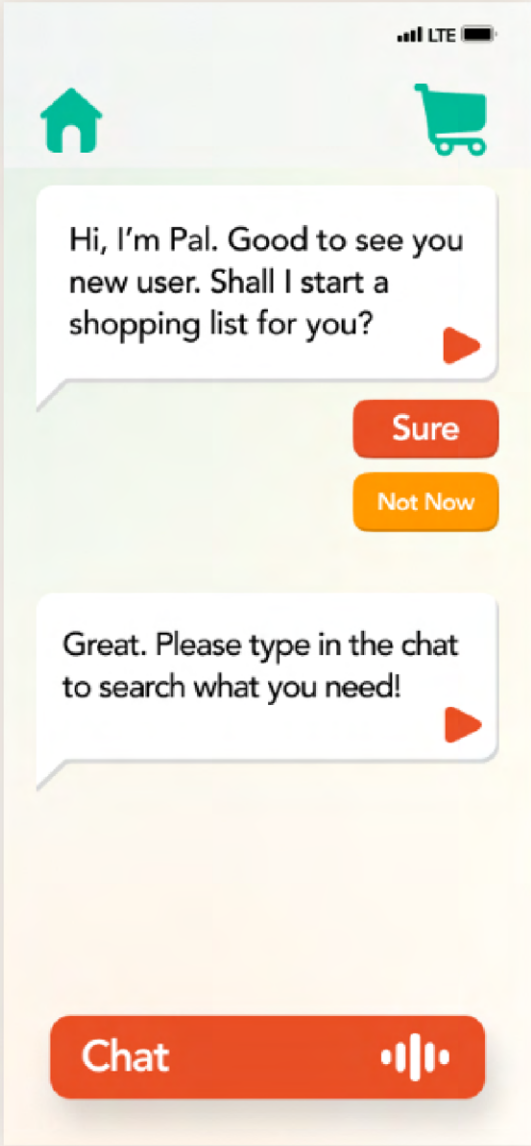 LTE
Hi, I'm Pal. Good to see you
new user. Shall I start a
shopping list for you?
Sure
Not Now
Great. Please type in the chat
to search what you need!
Chat